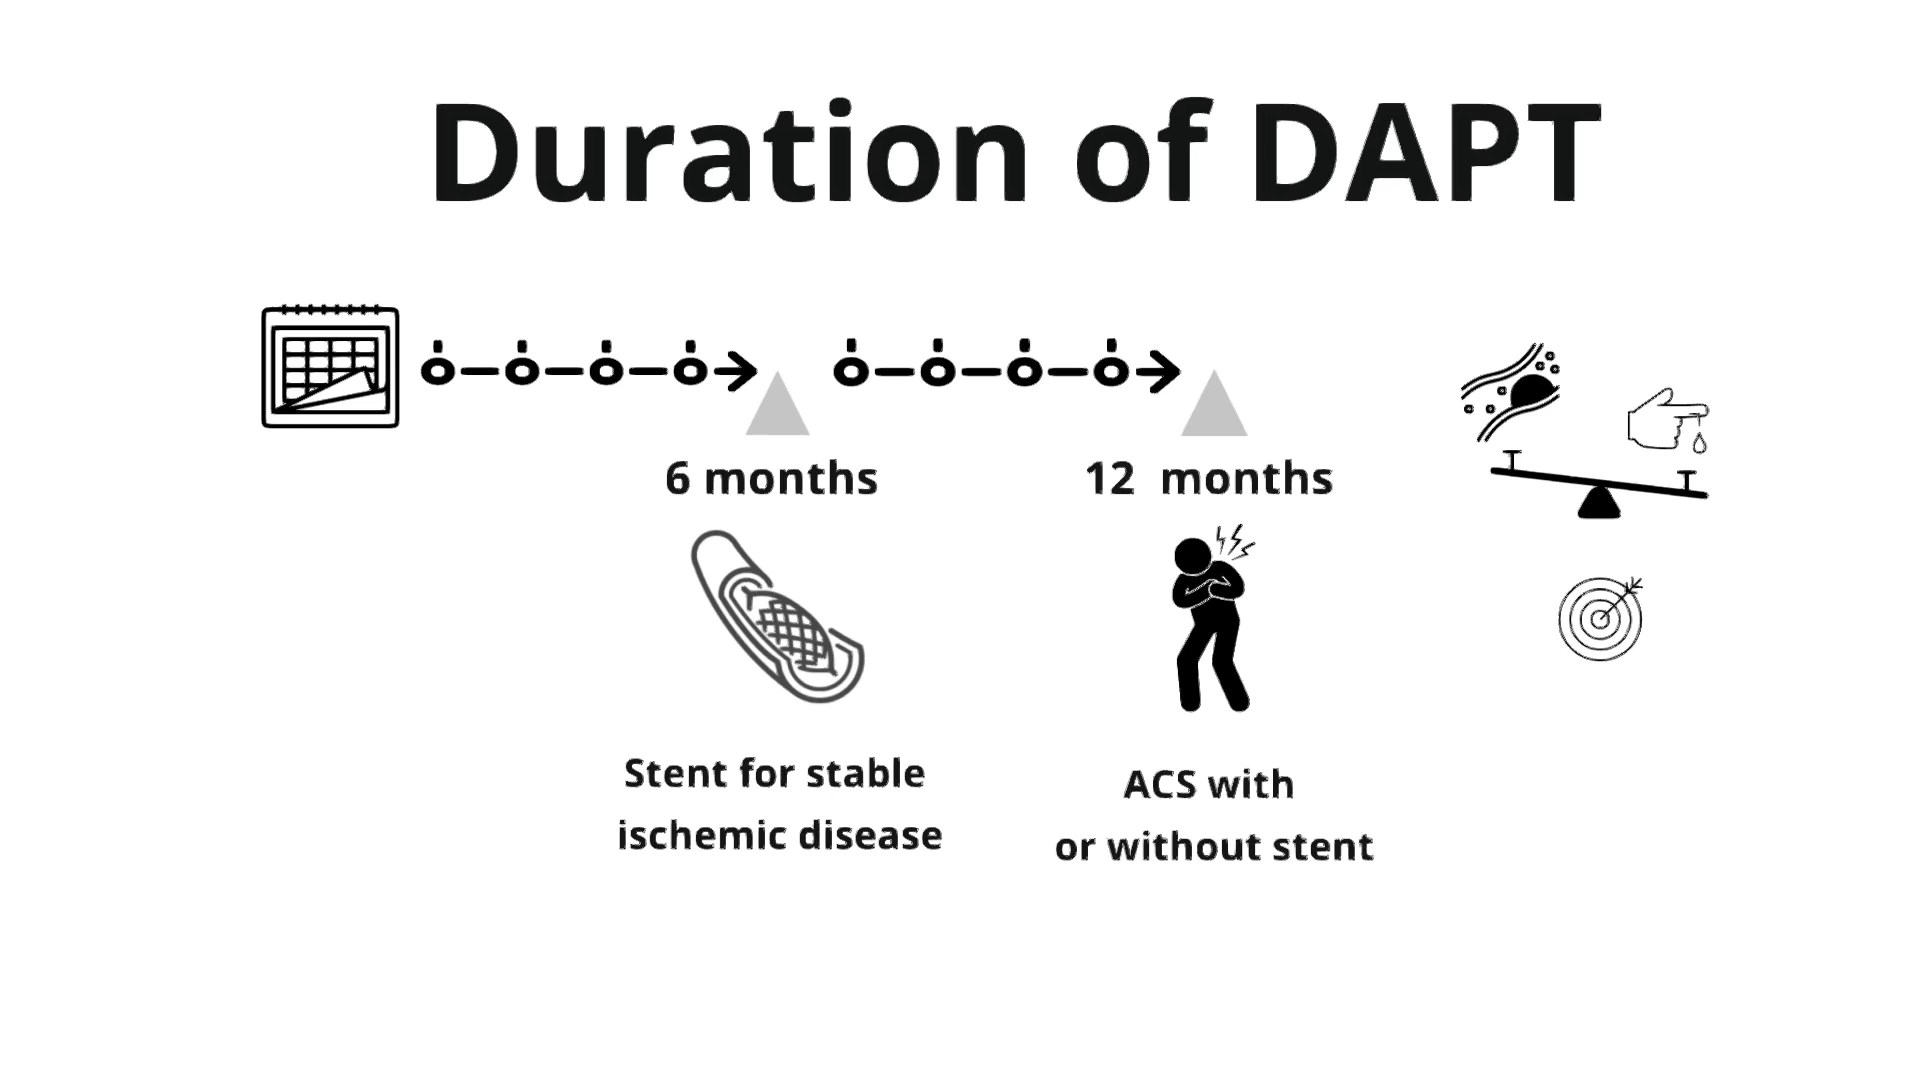 Duration of DAPT
6 months
12 months
Stent for stable
ischemic disease
ACS with
or without stent